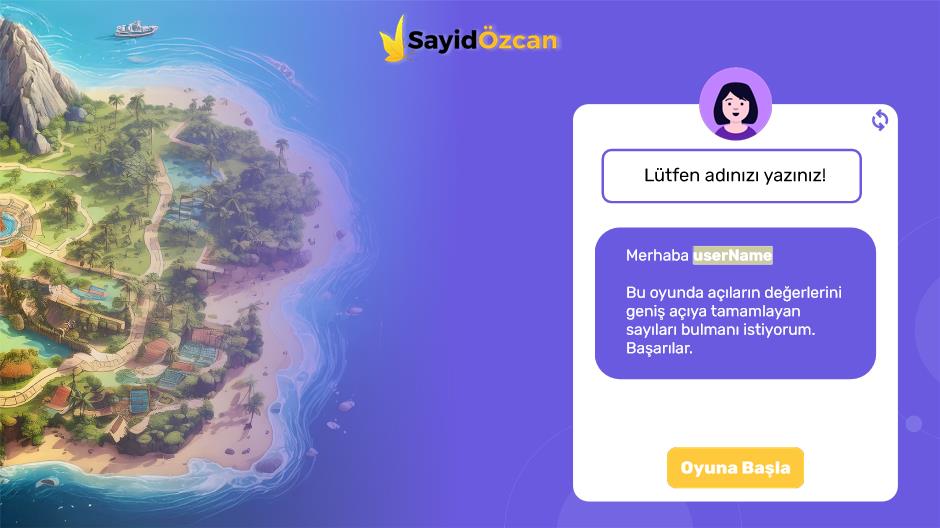 SayidÖzcan
Lütfen adınızı yazınız!
Merhaba userName
Bu oyunda açıların değerlerini
geniş açıya tamamlayan
sayıları bulmanı istiyorum.
Başarılar.
Oyuna Başla